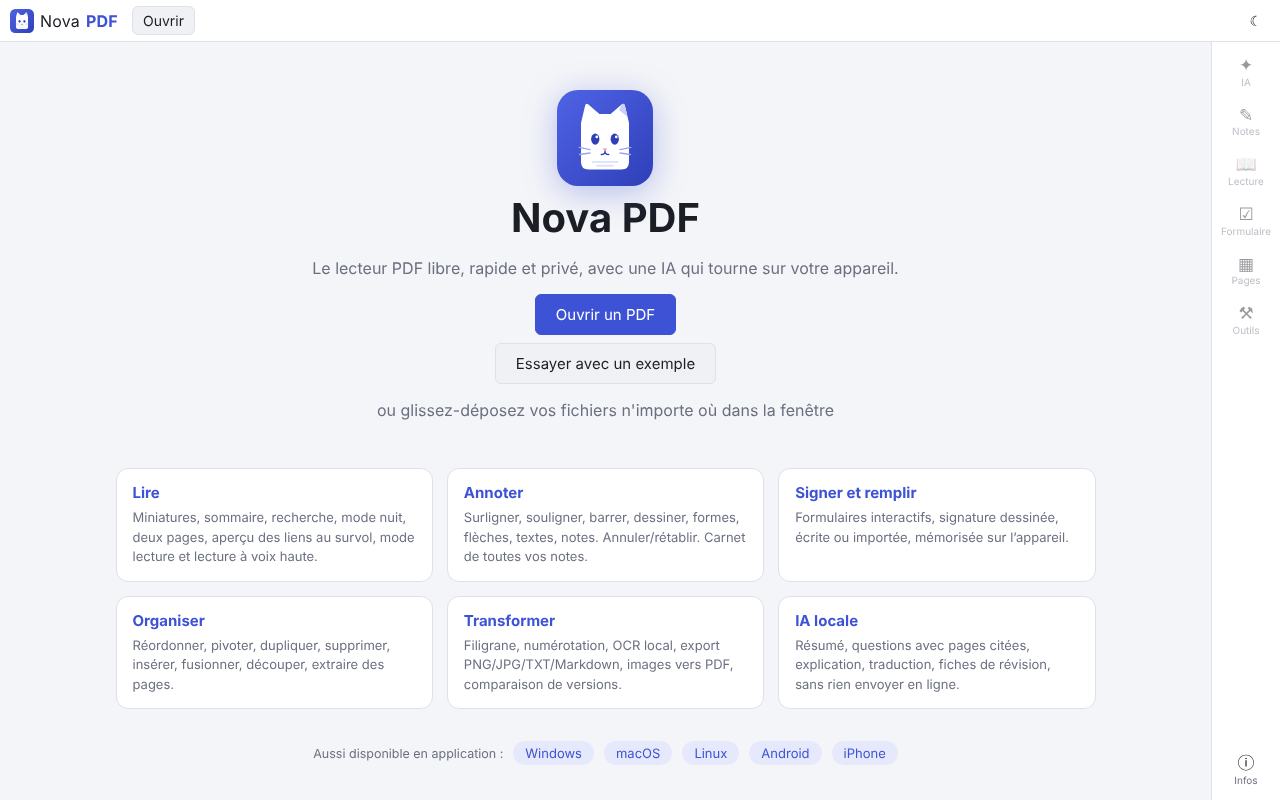 Nova PDF
Ouvrir
IA
Notes
Lecture
Formulaire
Pages
Outils
Infos
Nova PDF
Le lecteur PDF libre, rapide et privé, avec une IA qui tourne sur votre appareil.
Ouvrir un PDF
Essayer avec un exemple
ou glissez-déposez vos fichiers n'importe où dans la fenêtre
Lire
Miniatures, sommaire, recherche, mode nuit,
deux pages, aperçu des liens au survol, mode
lecture et lecture à voix haute.
Annoter
Surligner, souligner, barrer, dessiner, formes,
flèches, textes, notes. Annuler/rétablir. Carnet
de toutes vos notes.
Signer et remplir
Formulaires interactifs, signature dessinée,
écrite ou importée, mémorisée sur l’appareil.
Organiser
Réordonner, pivoter, dupliquer, supprimer,
insérer, fusionner, découper, extraire des
pages.
Transformer
Filigrane, numérotation, OCR local, export
PNG/JPG/TXT/Markdown, images vers PDF,
comparaison de versions.
IA locale
Résumé, questions avec pages citées,
explication, traduction, fiches de révision,
sans rien envoyer en ligne.
Aussi disponible en application : Windows macOS Linux Android iPhone